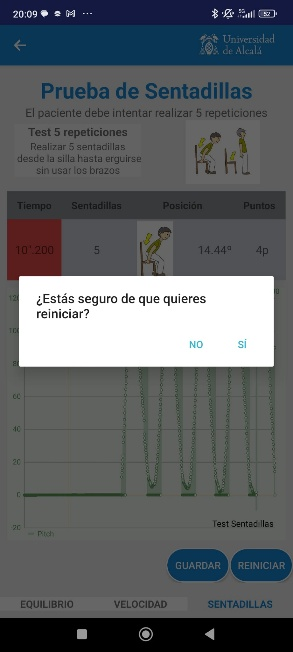 20:09
Universidad
de Alcalá
Prueba de Sentadillas
El paciente debe intentar realizar 5 repeticiones
Test 5 repeticiones
Realizar 5 sentadillas
desde la silla hasta erguirse
sin usar los brazos
Tiempo Sentadillas Posición Puntos
10":200 5 14.44º 4p
¿Estás seguro de que quieres
reiniciar?
NO SÍ
80
60
40
20
0
-20
Pitch
Test Sentadillas
GUARDAR REINICIAR
EQUILIBRIO VELOCIDAD SENTADILLAS